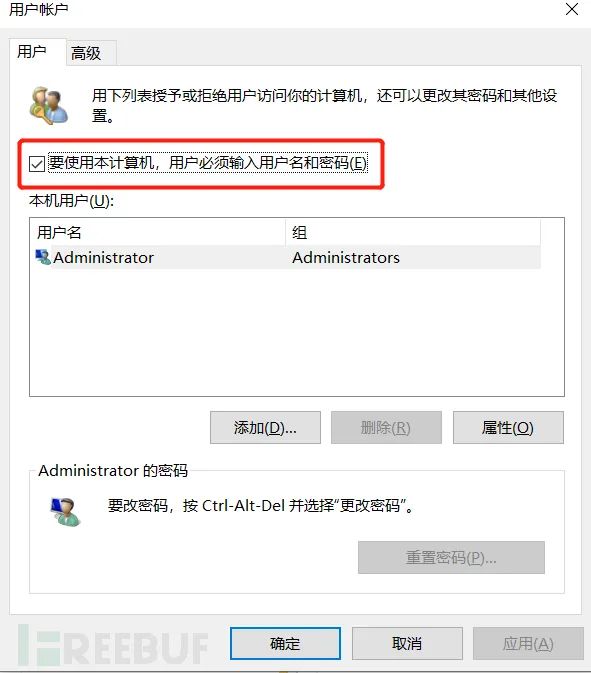 用户帐户
用户
高级
用下列表授予或拒绝用户访问你的计算机，还可以更改其密码和其他设
置。
要使用本计算机，用户必须输入用户名和密码(E)
本机用户(U):
用户名 组
Administrator Administrators
添加(D)... 删除(R) 属性(O)
Administrator 的密码
要改密码，按 Ctrl-Alt-Del 并选择“更改密码”。
重置密码(P)...
FREEBUF
确定 取消 应用(A)